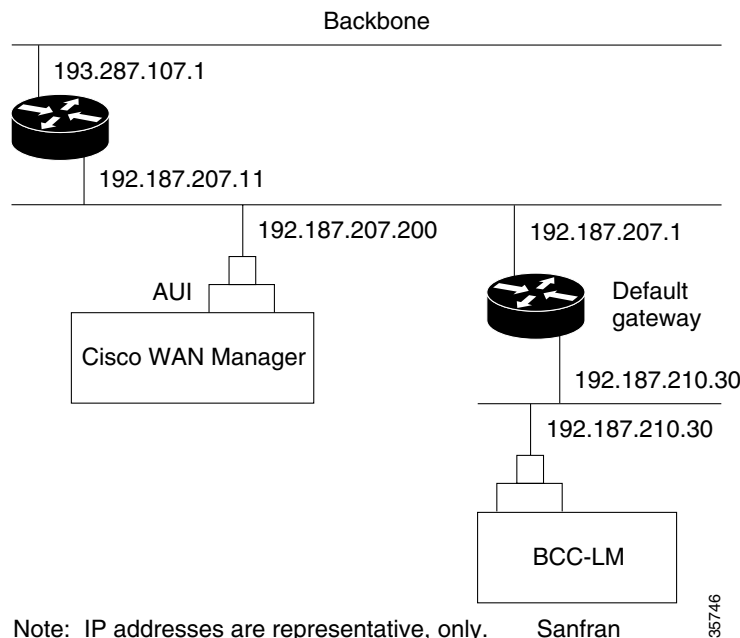 Backbone
193.287.107.1
192.187.207.11
192.187.207.200
192.187.207.1
AUI
Default
gateway
Cisco WAN Manager
192.187.210.30
192.187.210.30
BCC-LM
Note: IP addresses are representative, only.
Sanfran
35746